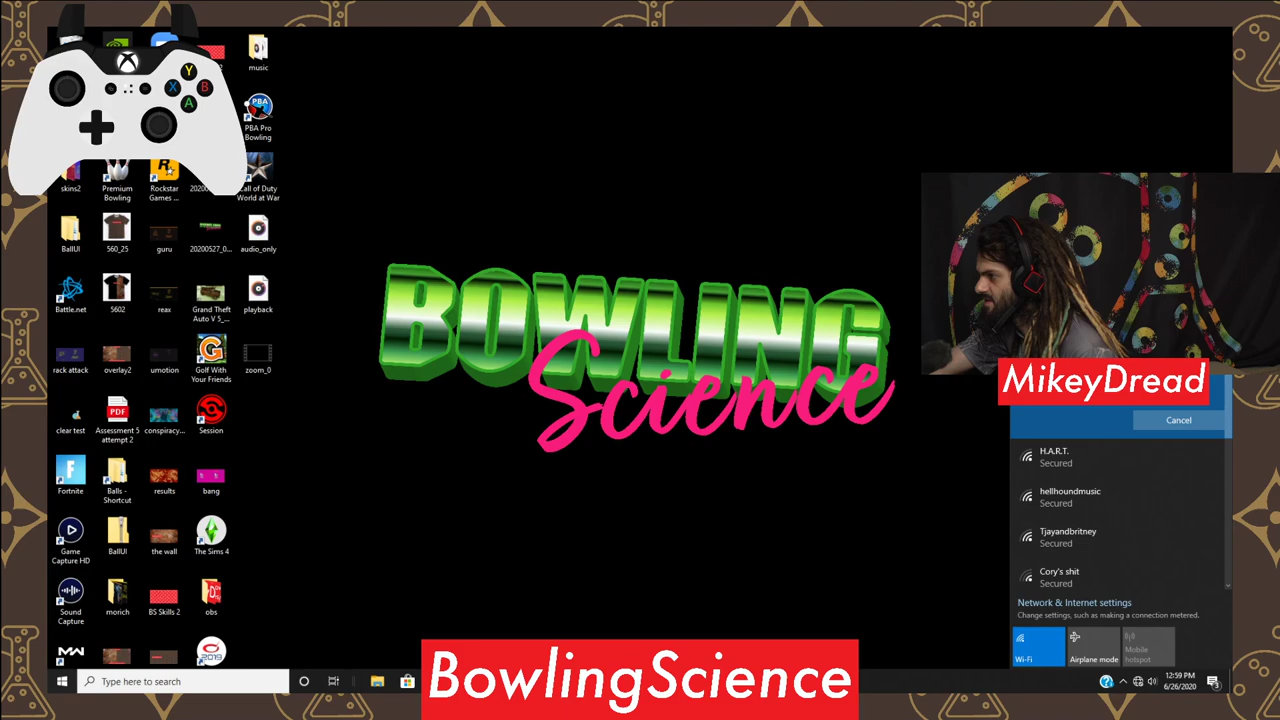 Y
X
B
A
music
PBA
PBA Pro
Bowling
skins2
Premium
Bowling
Rockstar
Games ...
Call of Duty
World at War
BallUI
560_25
guru
20200527_0...
audio_only
Battle.net
5602
reax
Grand Theft
Auto V 5_...
playback
rack attack
overlay2
umotion
Golf With
Your Friends
zoom_0
clear test
PDF
Assessment 5
attempt 2
conspiracy...
Session
Fortnite
Balls -
Shortcut
results
bang
Game
Capture HD
BallUI
the wall
The Sims 4
Sound
Capture
morich
BS Skills 2
obs
2019
BOWLING
Science
MikeyDread
Cancel
H.A.R.T.
Secured
hellhoundmusic
Secured
Tjayandbritney
Secured
Cory's shit
Secured
Network & Internet settings
Change settings, such as making a connection metered.
Wi-Fi
Airplane mode
Mobile
hotspot
Type here to search
BowlingScience
12:59 PM
6/26/2020
3